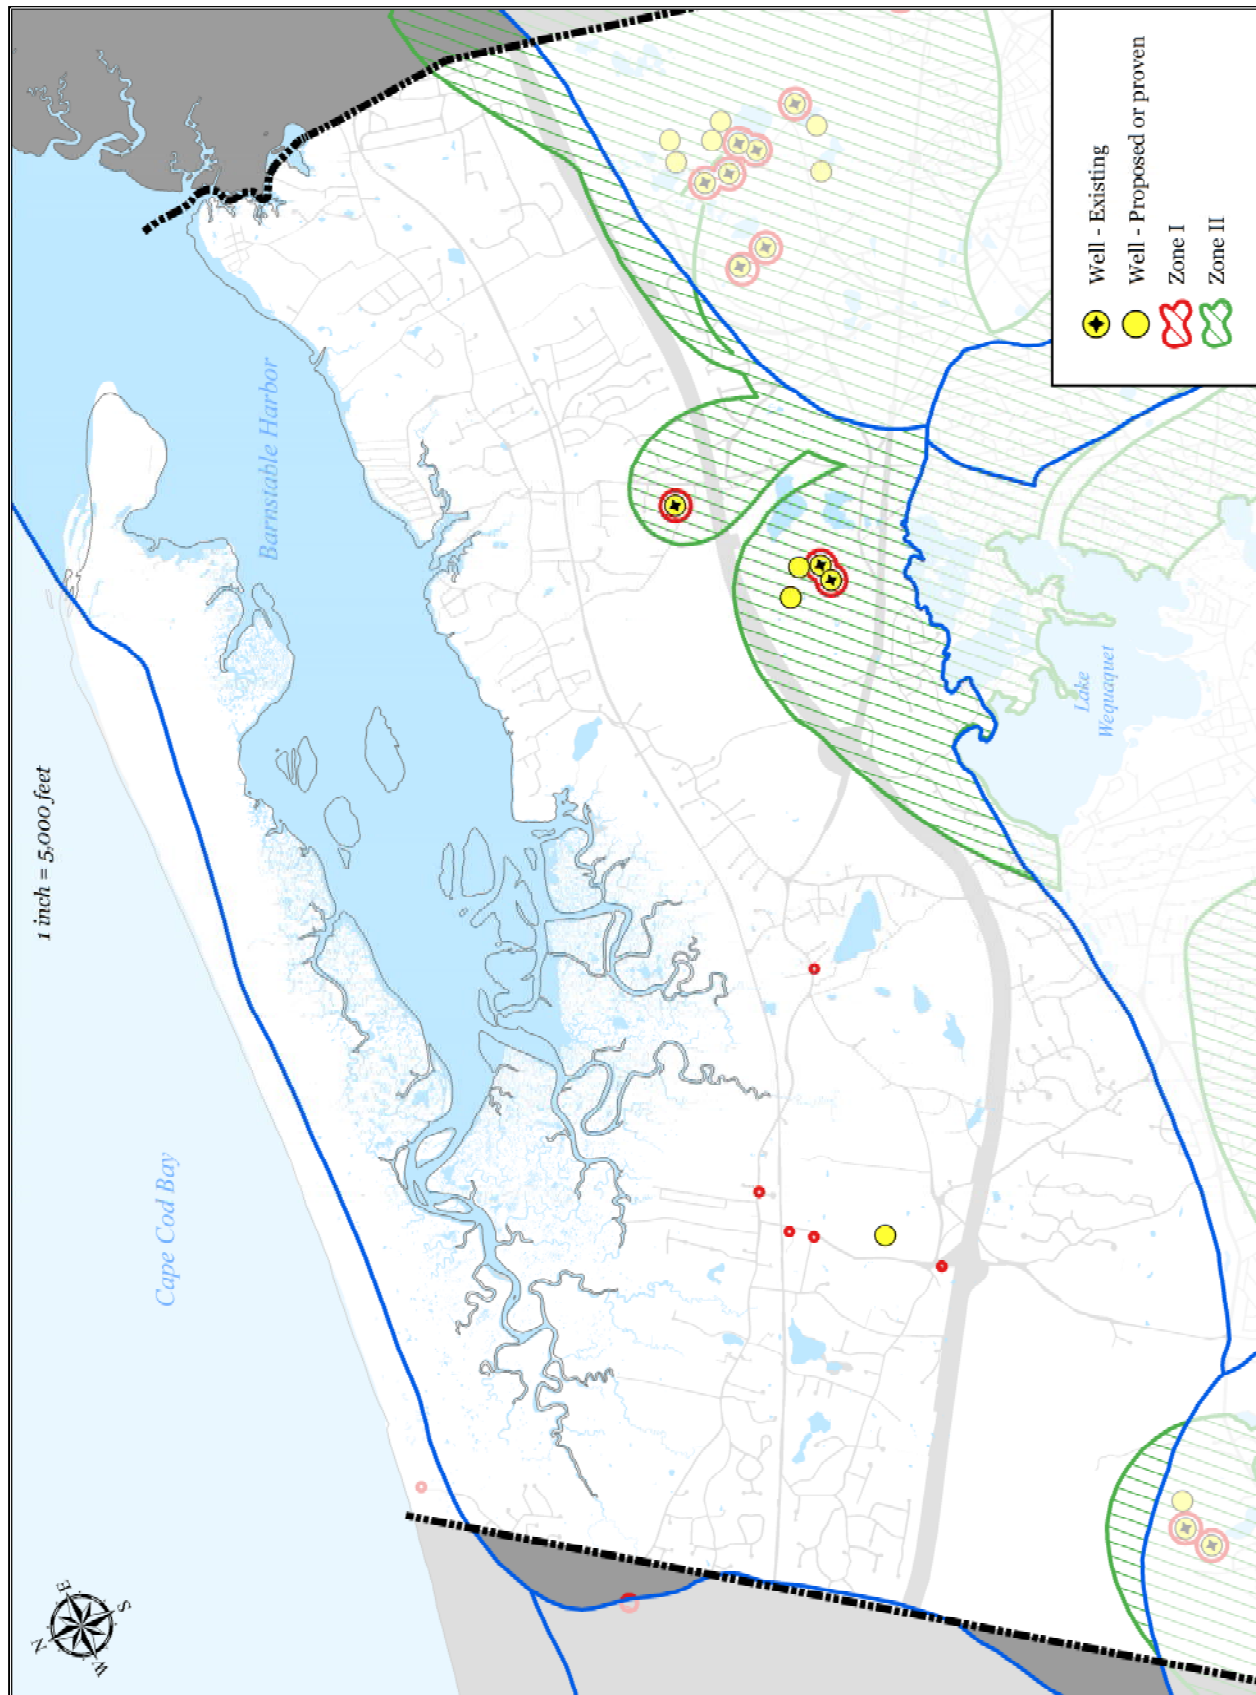 1 inch = 5,000 feet
Cape Cod Bay
Barnstable Harbor
Lake
Wequaquet
Well - Existing
Well - Proposed or proven
Zone I
Zone II
N
E
S
W